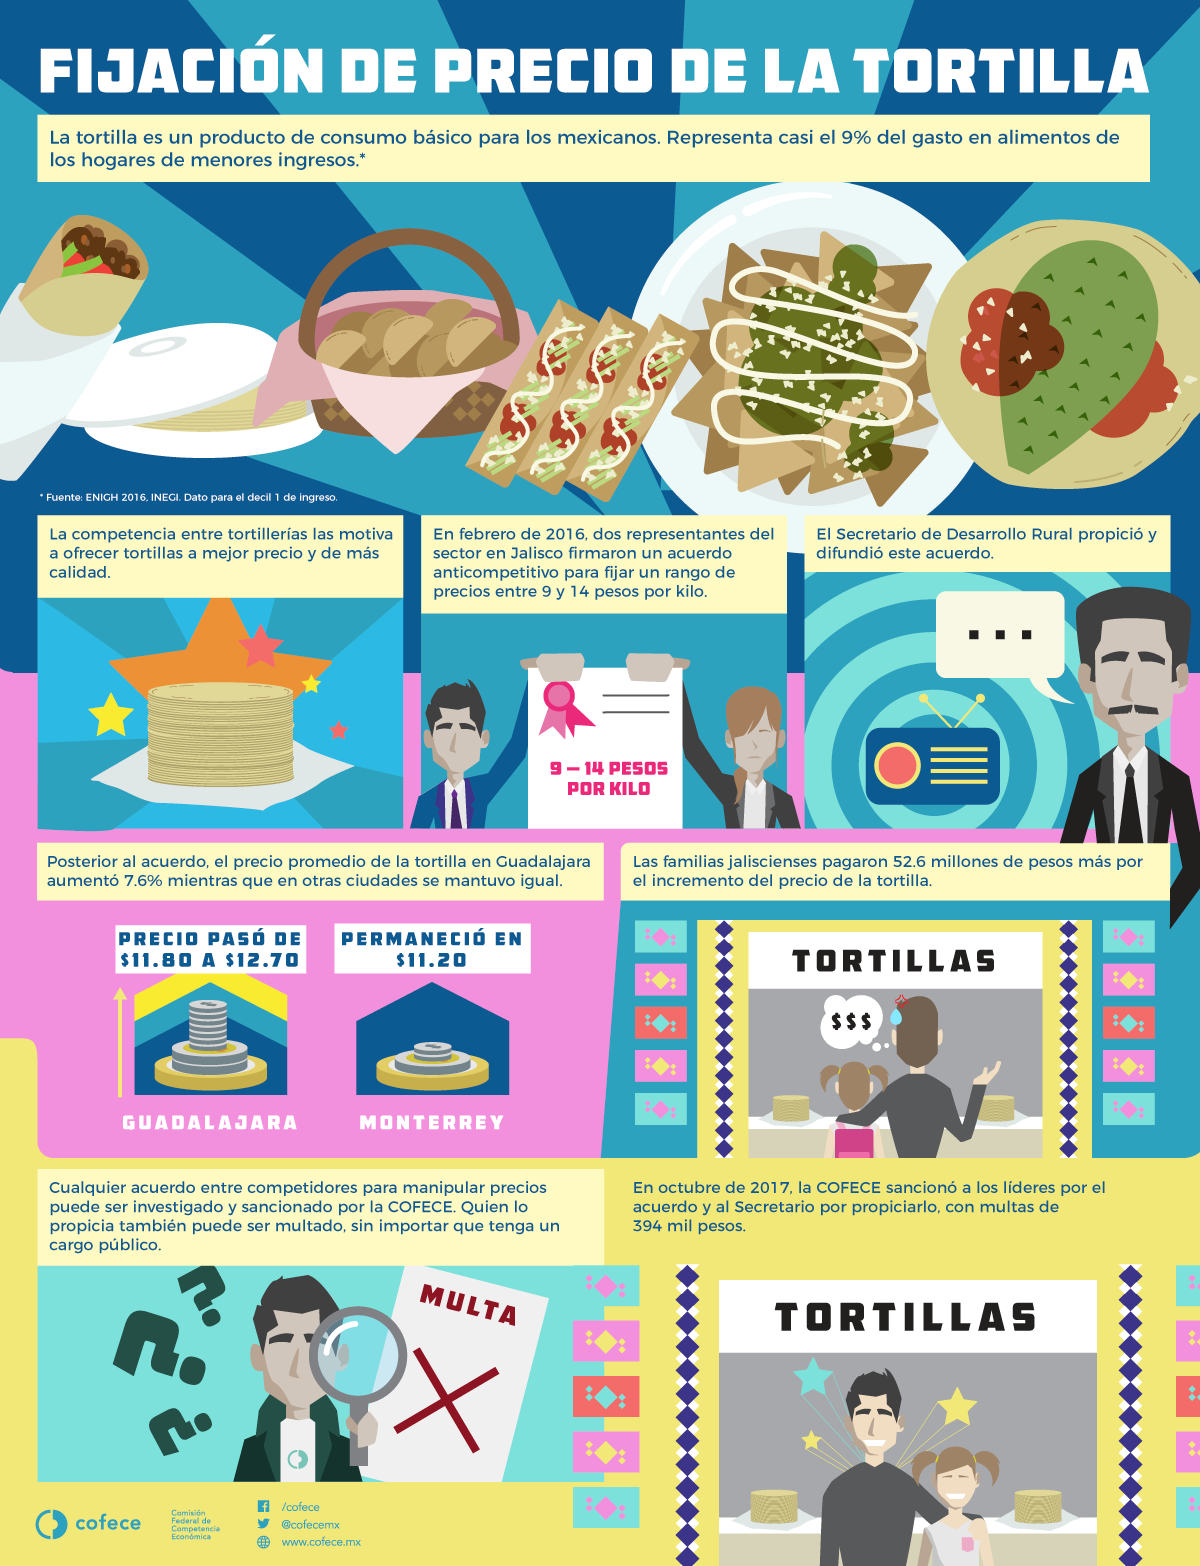 FIJACIÓN DE PRECIO DE LA TORTILLA
La tortilla es un producto de consumo básico para los mexicanos. Representa casi el 9% del gasto en alimentos de
los hogares de menores ingresos.*
* Fuente: ENIGH 2016, INEGI. Dato para el decil 1 de ingreso.
La competencia entre tortillerías las motiva
a ofrecer tortillas a mejor precio y de más
calidad.
En febrero de 2016, dos representantes del
sector en Jalisco firmaron un acuerdo
anticompetitivo para fijar un rango de
precios entre 9 y 14 pesos por kilo.
9 – 14 PESOS
POR KILO
El Secretario de Desarrollo Rural propició y
difundió este acuerdo.
...
Posterior al acuerdo, el precio promedio de la tortilla en Guadalajara
aumentó 7.6% mientras que en otras ciudades se mantuvo igual.
PRECIO PASÓ DE
$11.80 A $12.70
GUADALAJARA
PERMANECIÓ EN
$11.20
MONTERREY
Las familias jaliscienses pagaron 52.6 millones de pesos más por
el incremento del precio de la tortilla.
TORTILLAS
$$$
Cualquier acuerdo entre competidores para manipular precios
puede ser investigado y sancionado por la COFECE. Quien lo
propicia también puede ser multado, sin importar que tenga un
cargo público.
? ? ?
MULTA
En octubre de 2017, la COFECE sancionó a los líderes por el
acuerdo y al Secretario por propiciarlo, con multas de
394 mil pesos.
TORTILLAS
cofece
Comisión
Federal de
Competencia
Económica
/cofece
@cofecemx
www.cofece.mx